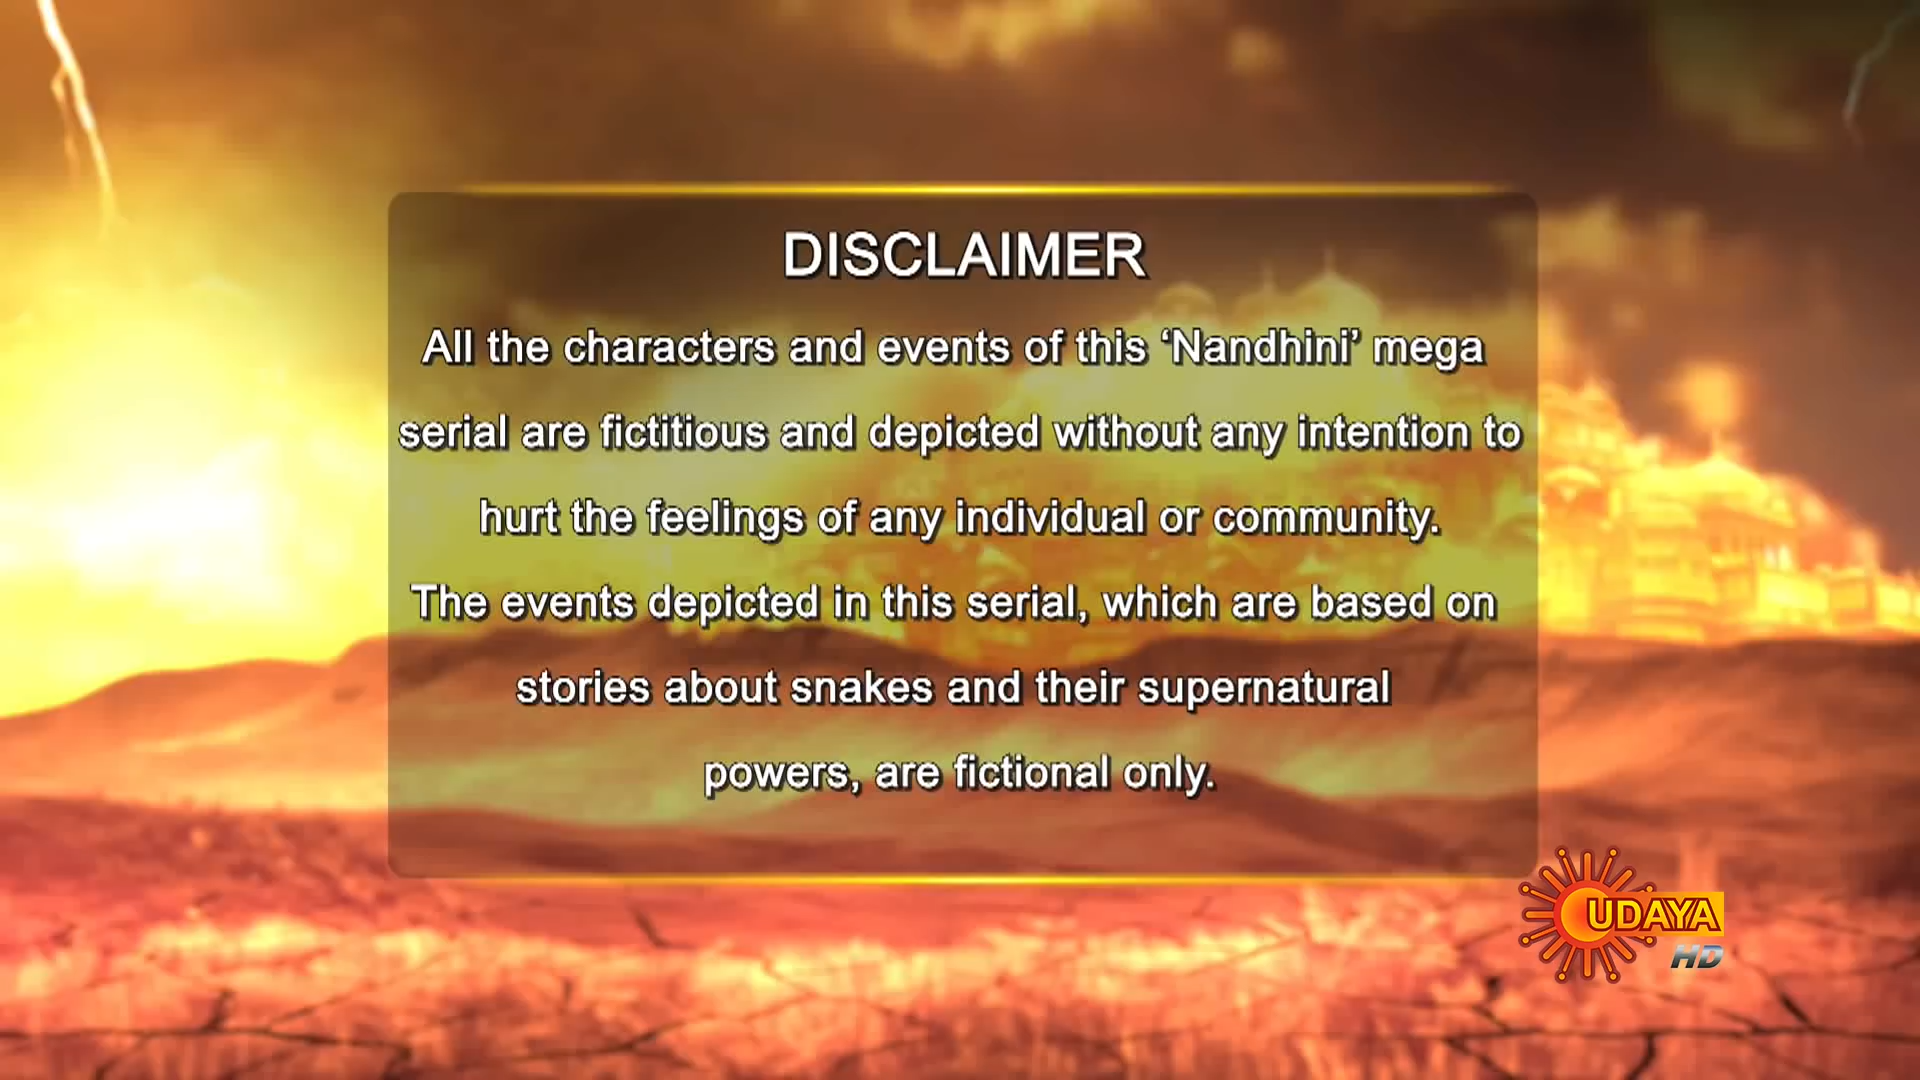 DISCLAIMER
All the characters and events of this ‘Nandhini’ mega
serial are fictitious and depicted without any intention to
hurt the feelings of any individual or community.
The events depicted in this serial, which are based on
stories about snakes and their supernatural
powers, are fictional only.
UDAYA
HD